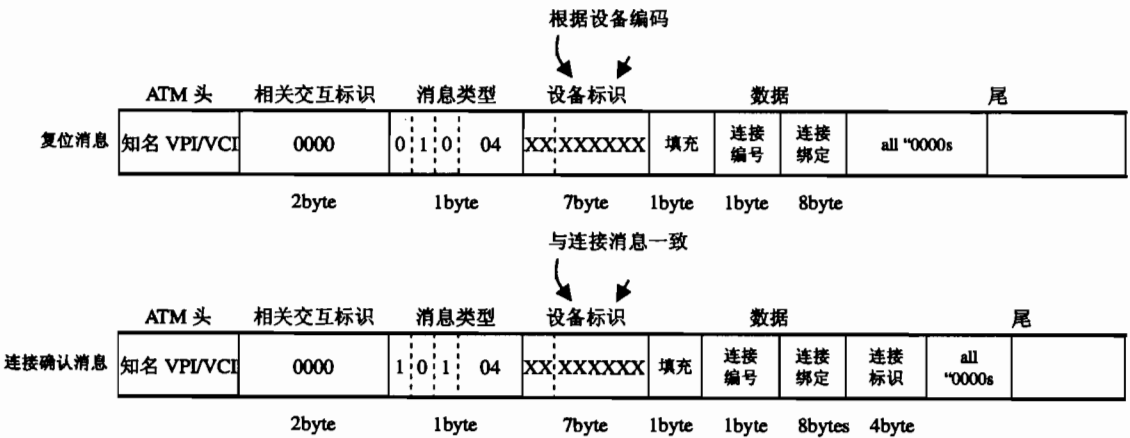 根据设备编码
ATM 头 相关交互标识 消息类型 设备标识 数据 尾
复位消息 知名 VPI/VCI 0000 0 1 0 04 XX XXXXXXX 填充 连接编号 连接绑定 all “0000s
2byte 1byte 7byte 1byte 1byte 8byte
与连接消息一致
ATM 头 相关交互标识 消息类型 设备标识 数据 尾
连接确认消息 知名 VPI/VCI 0000 1 0 1 04 XX XXXXXXX 填充 连接编号 连接绑定 连接标识 all “0000s
2byte 1byte 7byte 1byte 1byte 8bytes 4byte